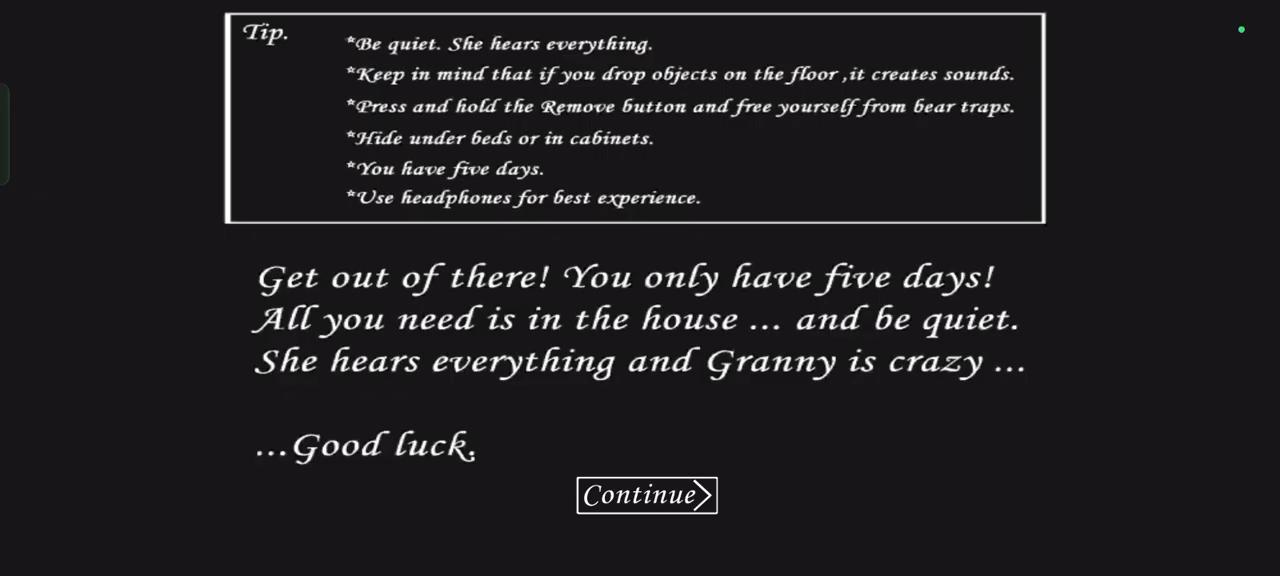 Tip.
*Be quiet. She hears everything.
*Keep in mind that if you drop objects on the floor ,it creates sounds.
*Press and hold the Remove button and free yourself from bear traps.
*Hide under beds or in cabinets.
*You have five days.
*Use headphones for best experience.
Get out of there! You only have five days!
All you need is in the house ... and be quiet.
She hears everything and Granny is crazy ...
...Good luck.
Continue